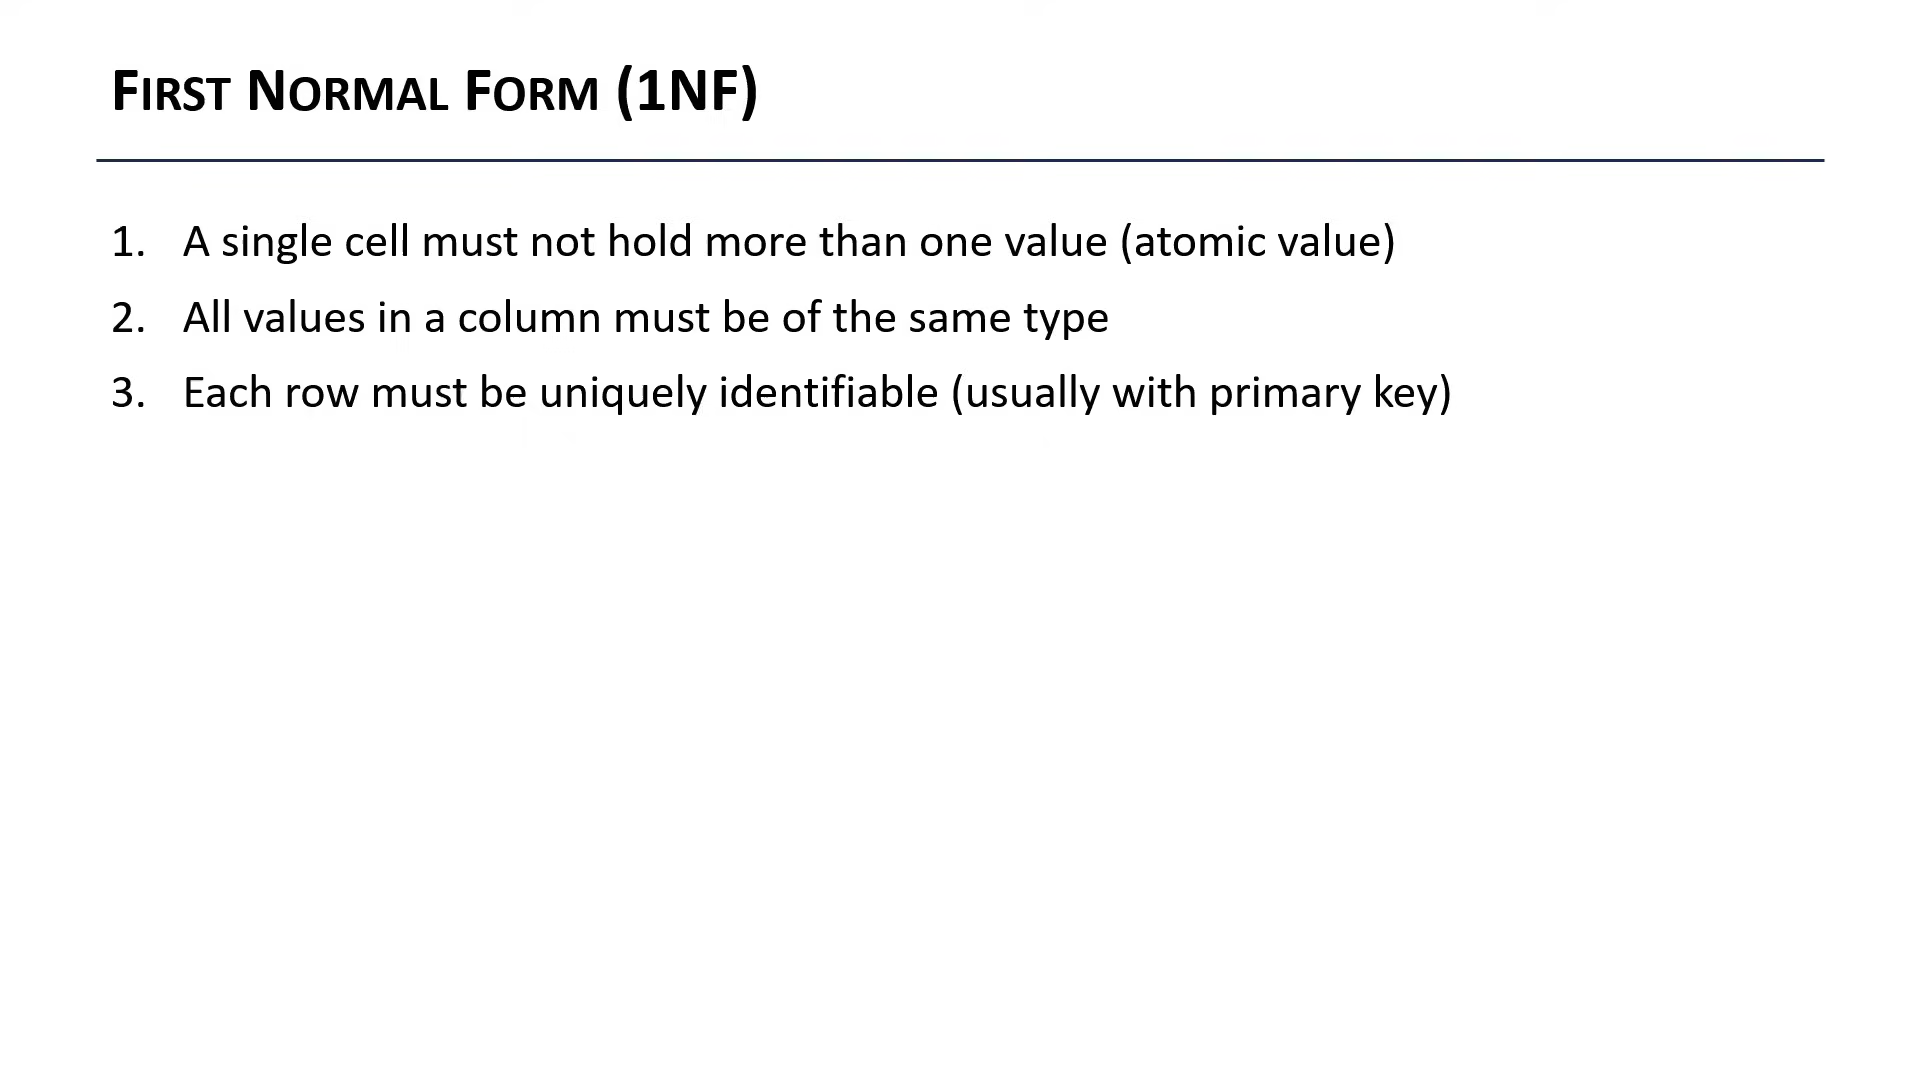 First Normal Form (1NF)
1. A single cell must not hold more than one value (atomic value)
2. All values in a column must be of the same type
3. Each row must be uniquely identifiable (usually with primary key)